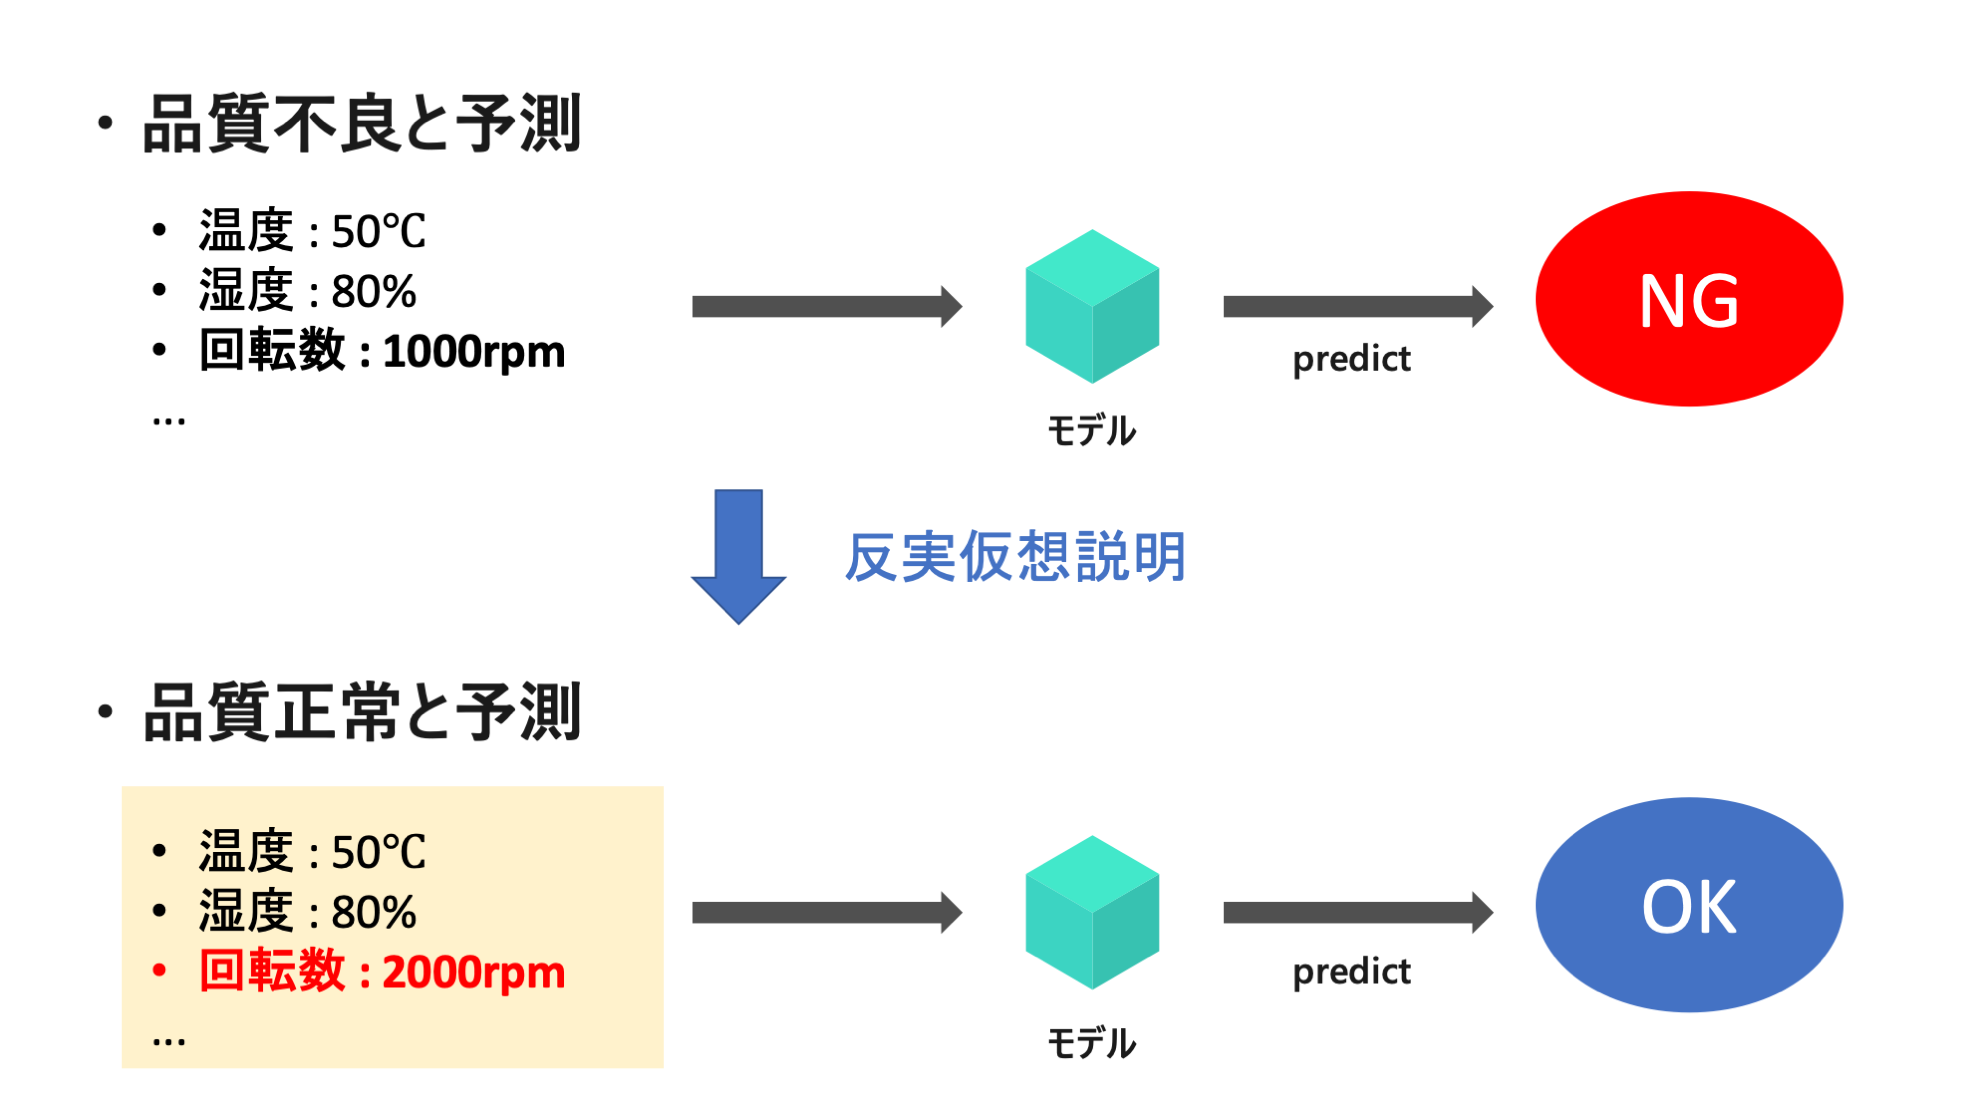 ・品質不良と予測
• 温度 : 50℃
• 湿度 : 80%
• 回転数 : 1000rpm
...
モデル
predict
NG
反実仮想説明
・品質正常と予測
• 温度 : 50℃
• 湿度 : 80%
• 回転数 : 2000rpm
...
モデル
predict
OK